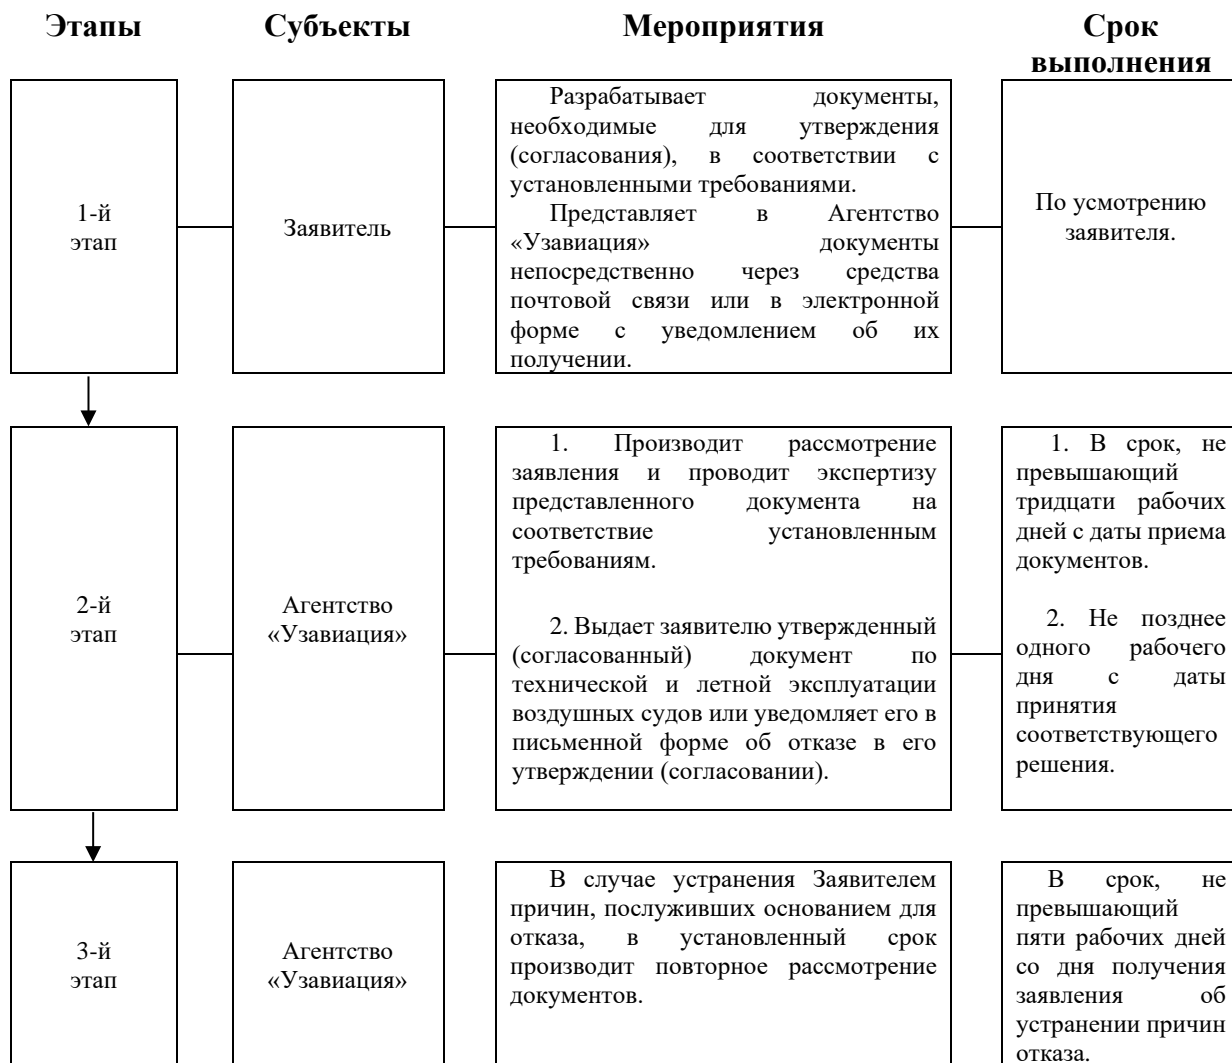 Этапы
Субъекты
Мероприятия
Срок
выполнения
1-й
этап
Заявитель
Разрабатывает документы,
необходимые для утверждения
(согласования), в соответствии с
установленными требованиями.
Представляет в Агентство
«Узавиация» документы
непосредственно через средства
почтовой связи или в электронной
форме с уведомлением об их
получении.
По усмотрению
заявителя.
2-й
этап
Агентство
«Узавиация»
1. Производит рассмотрение
заявления и проводит экспертизу
представленного документа на
соответствие установленным
требованиям.
2. Выдает заявителю утвержденный
(согласованный) документ по
технической и летной эксплуатации
воздушных судов или уведомляет его в
письменной форме об отказе в его
утверждении (согласовании).
1. В срок, не
превышающий
тридцати рабочих
дней с даты приема
документов.
2. Не позднее
одного рабочего
дня с даты
принятия
соответствующего
решения.
3-й
этап
Агентство
«Узавиация»
В случае устранения Заявителем
причин, послуживших основанием для
отказа, в установленный срок
производит повторное рассмотрение
документов.
В срок, не
превышающий
пяти рабочих дней
со дня получения
заявления об
устранении причин
отказа.